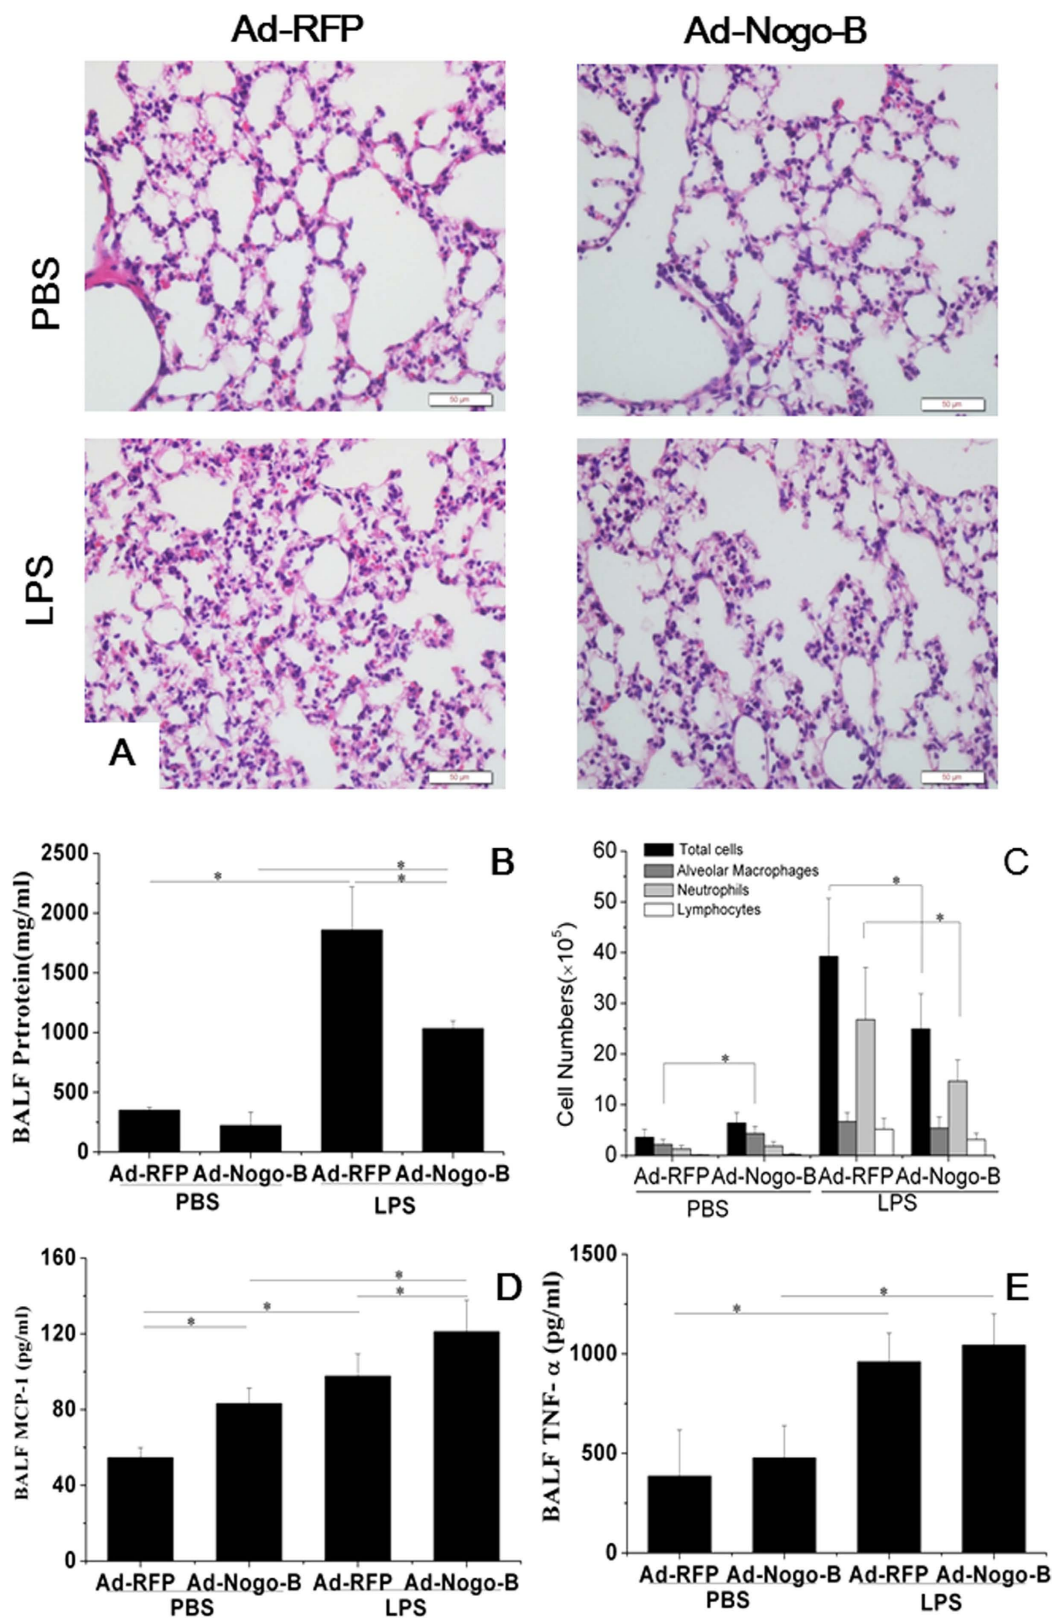 Ad-RFP Ad-Nogo-B
PBS
50 µm 50 µm
LPS
A
50 µm 50 µm
B
BALF Prtrotein(mg/ml)
2500
2000
1500
1000
500
0
* * *
Ad-RFP Ad-Nogo-B Ad-RFP Ad-Nogo-B
PBS LPS
C
Cell Numbers(×10⁵)
60
50
40
30
20
10
0
Total cells
Alveolar Macrophages
Neutrophils
Lymphocytes
* * *
Ad-RFP Ad-Nogo-B Ad-RFP Ad-Nogo-B
PBS LPS
D
BALF MCP-1 (pg/ml)
160
120
80
40
0
* * * *
Ad-RFP Ad-Nogo-B Ad-RFP Ad-Nogo-B
PBS LPS
E
BALF TNF- α (pg/ml)
1500
1000
500
0
* *
Ad-RFP Ad-Nogo-B Ad-RFP Ad-Nogo-B
PBS LPS